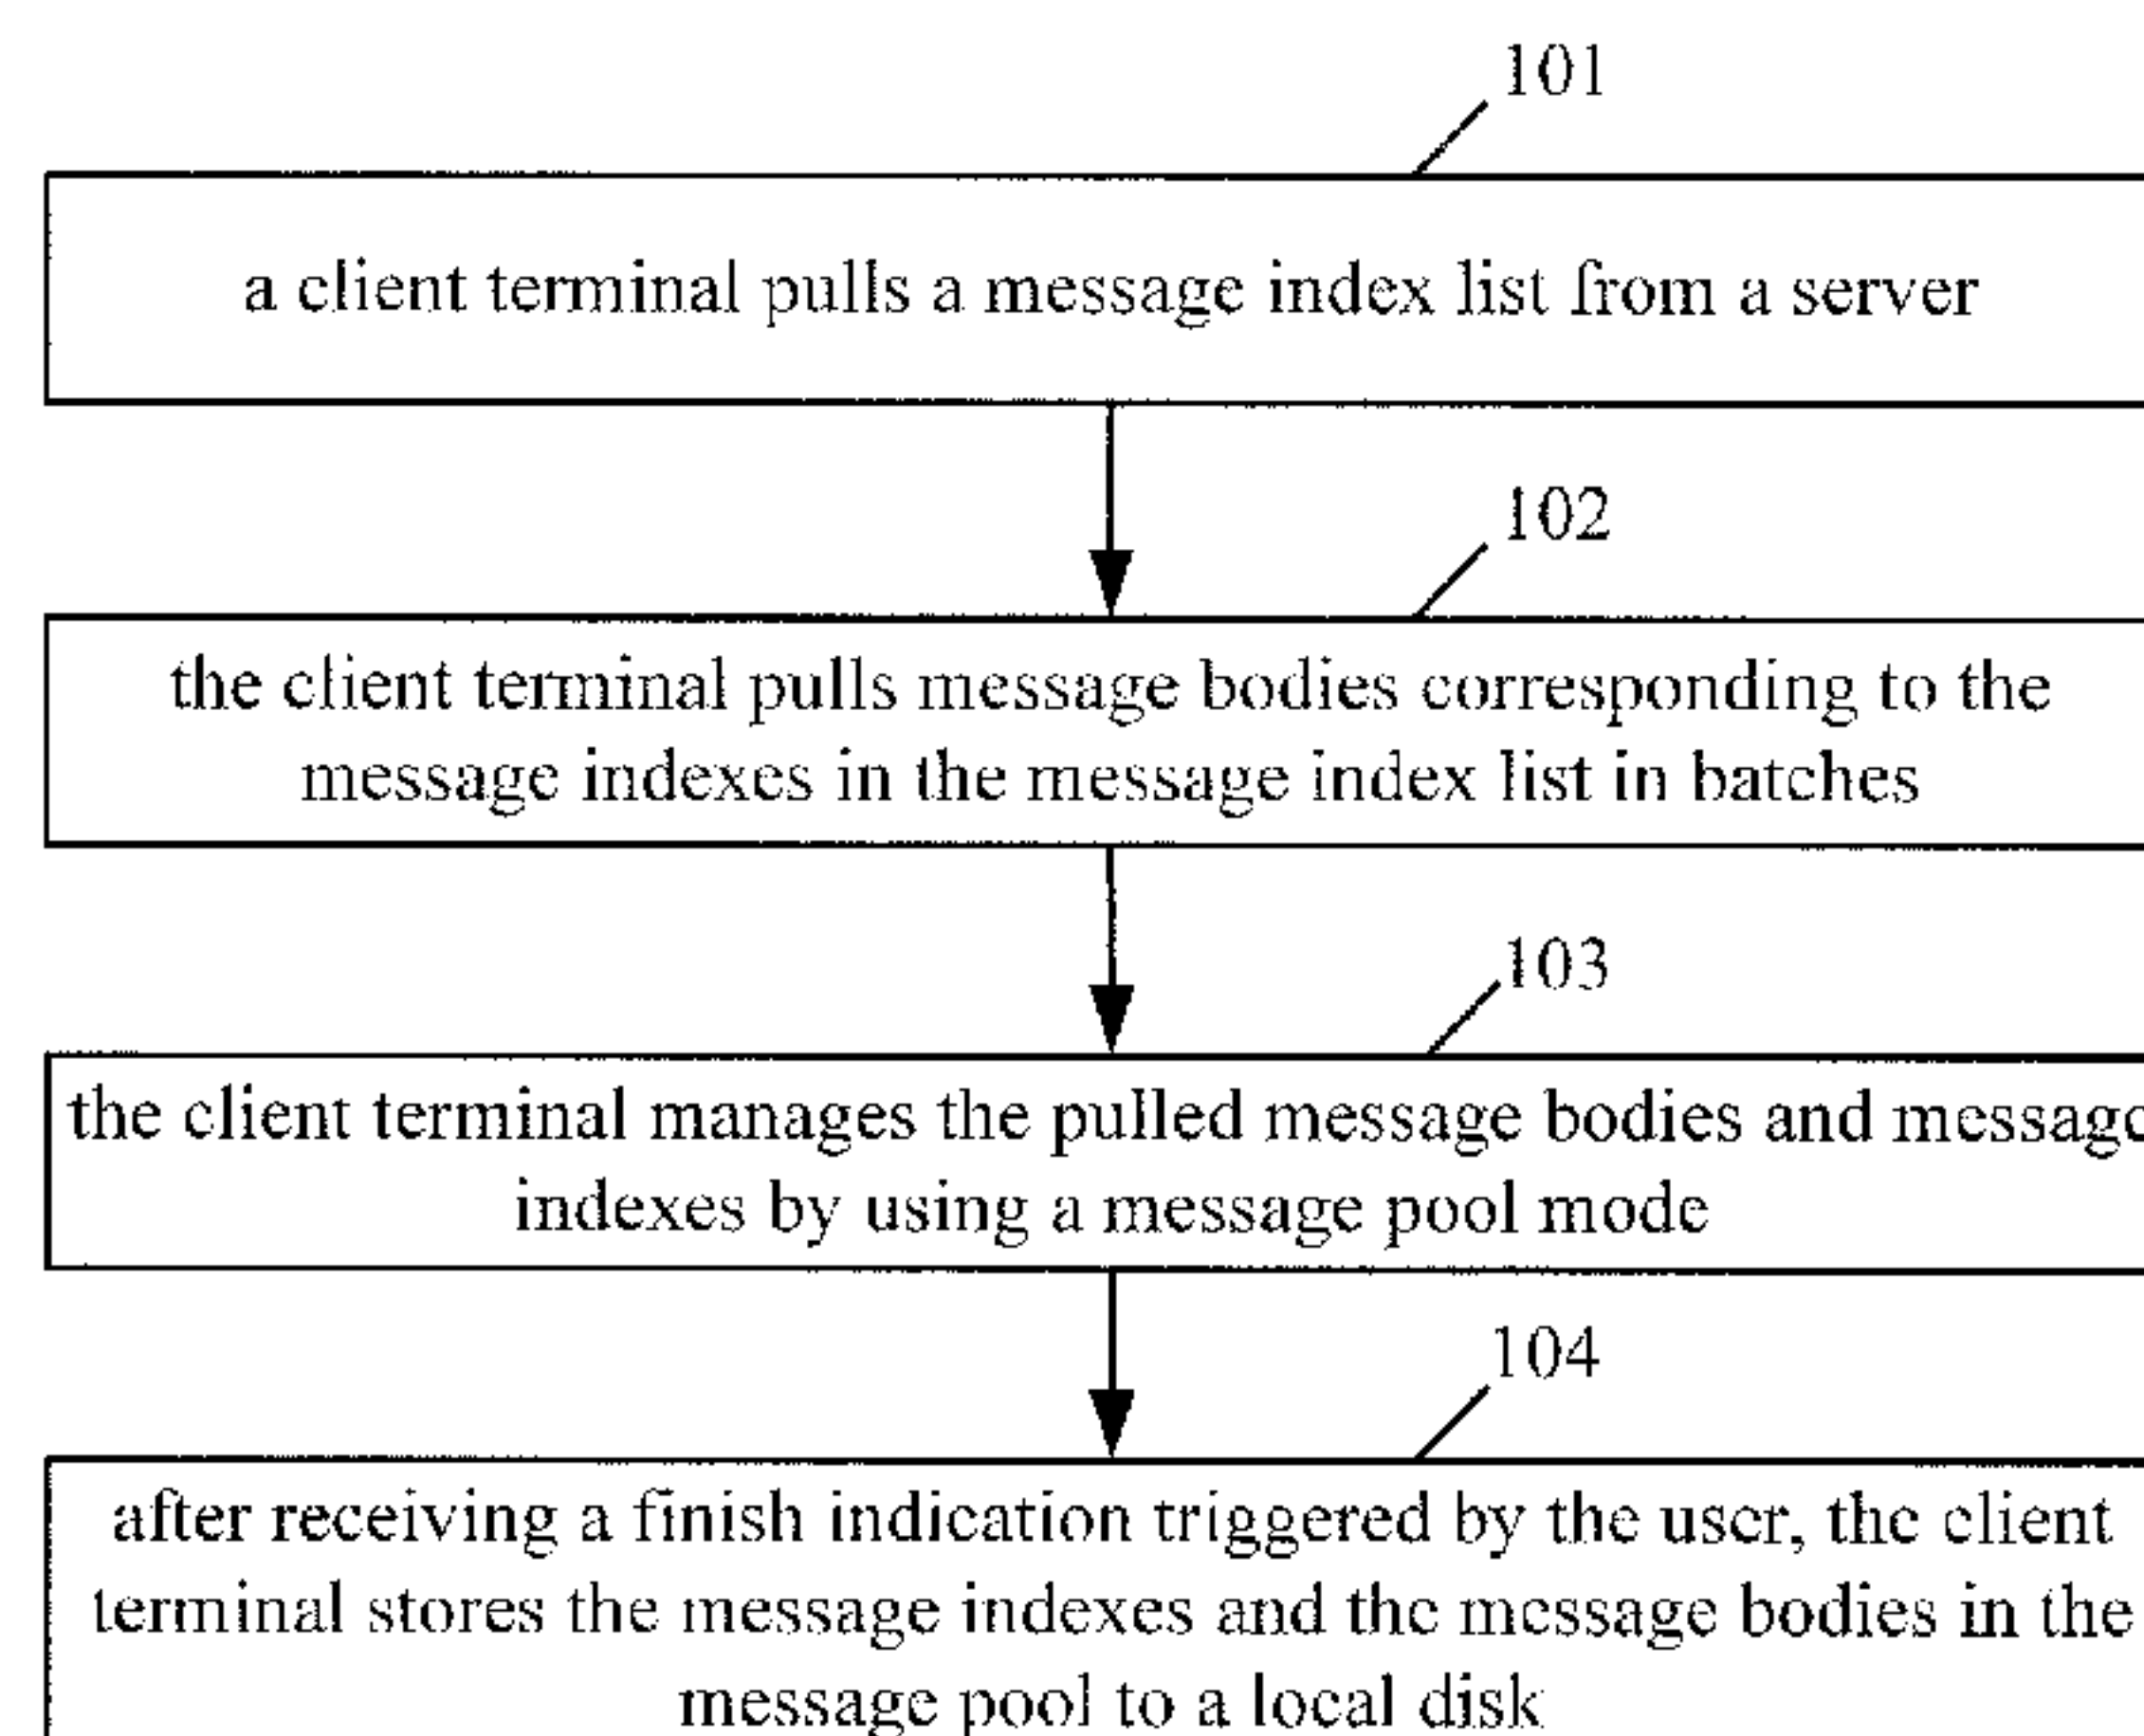 101
a client terminal pulls a message index list from a server
102
the client terminal pulls message bodies corresponding to the
message indexes in the message index list in batches
103
the client terminal manages the pulled message bodies and message
indexes by using a message pool mode
104
after receiving a finish indication triggered by the user, the client
terminal stores the message indexes and the message bodies in the
message pool to a local disk